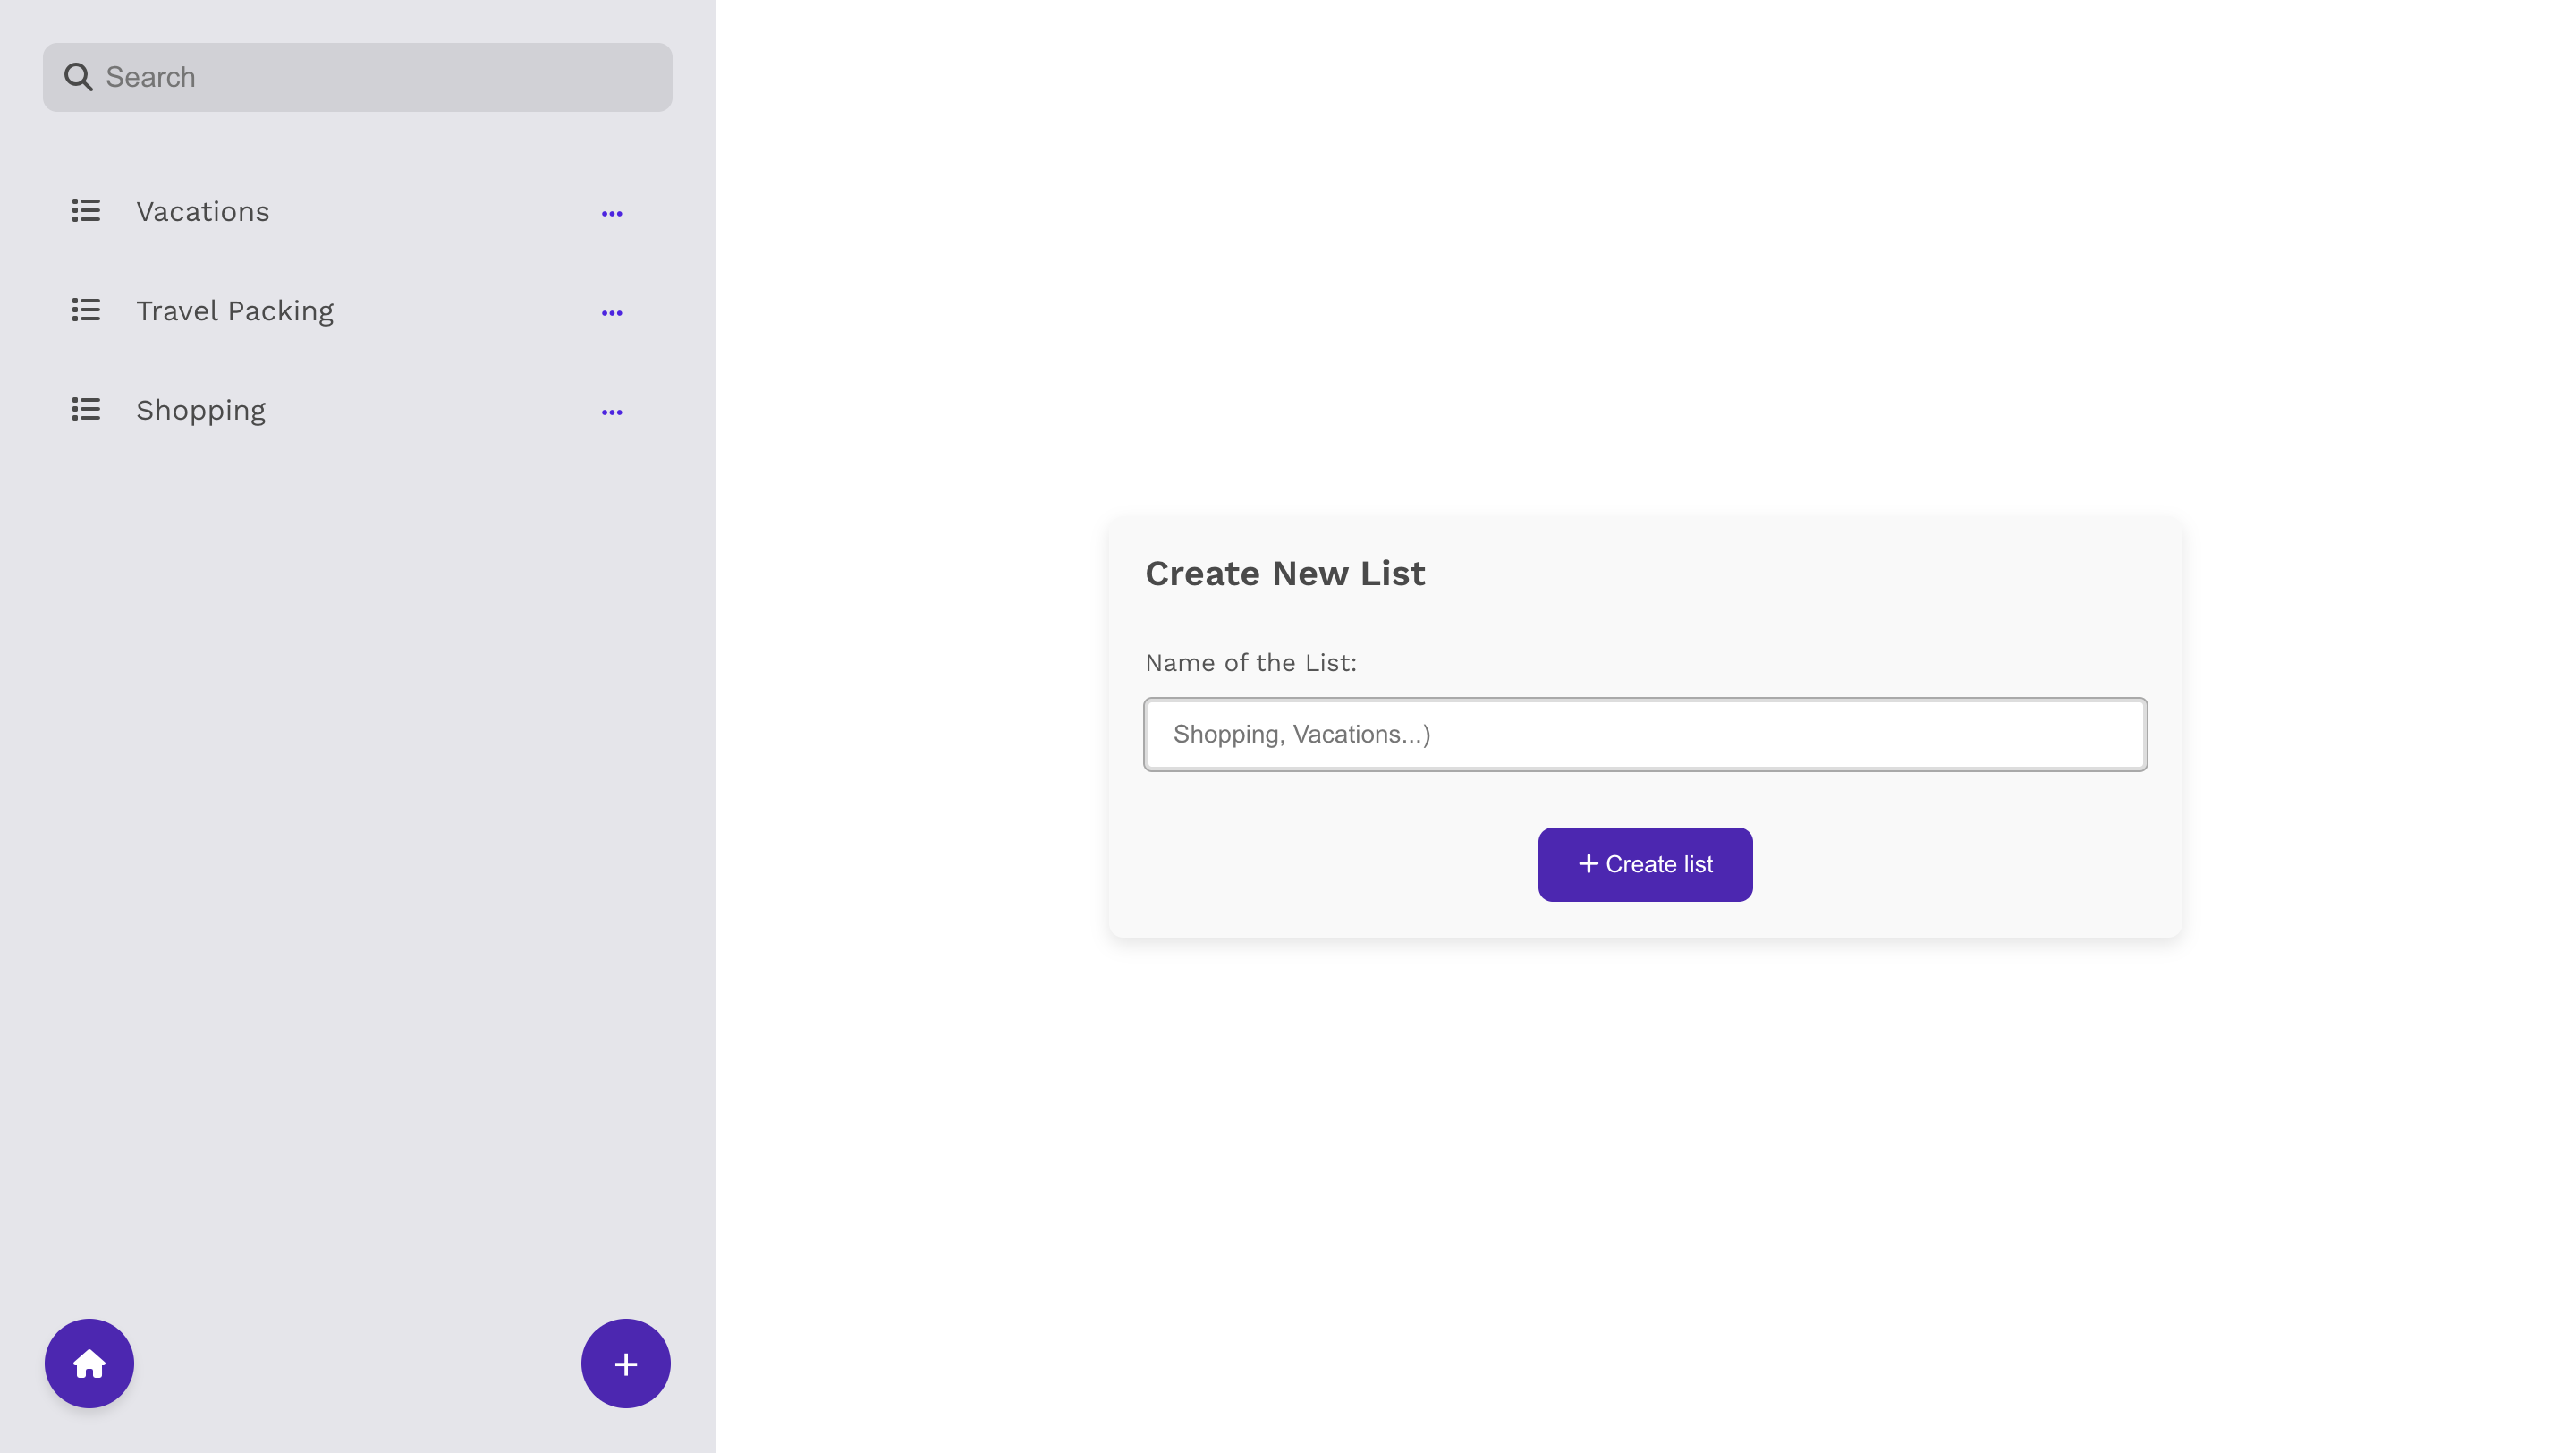 Search
Vacations
Travel Packing
Shopping
Create New List
Name of the List:
Shopping, Vacations...)
Create list